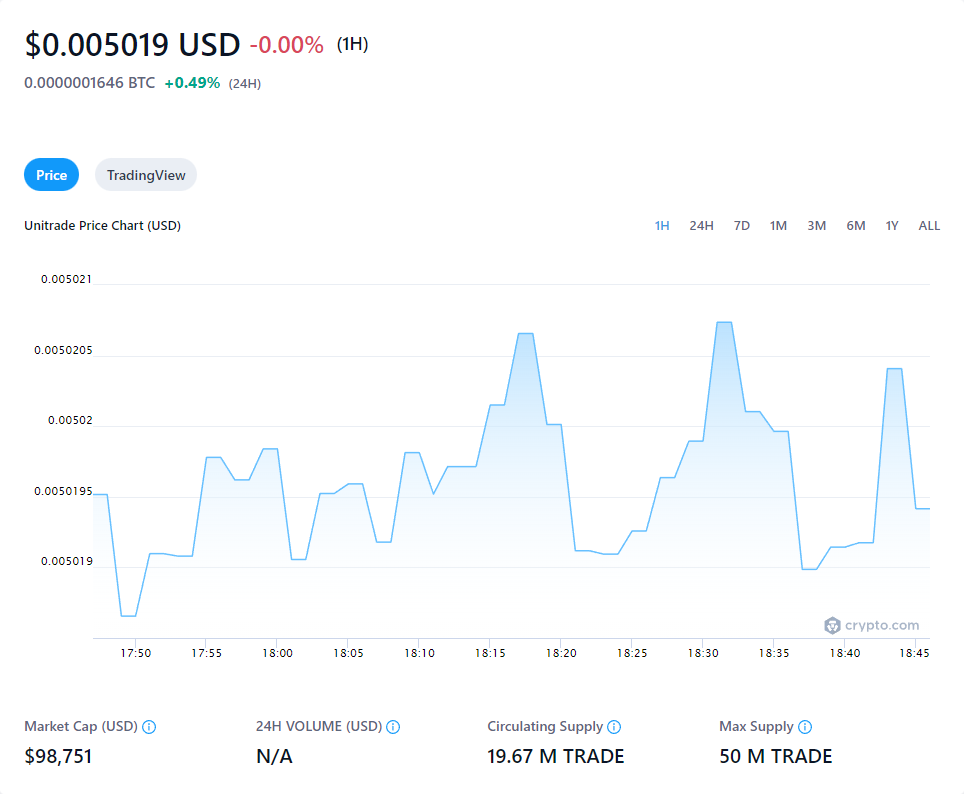 $0.005019 USD -0.00% (1H)
0.0000001646 BTC +0.49% (24H)
Price TradingView
Unitrade Price Chart (USD) 1H 24H 7D 1M 3M 6M 1Y ALL
0.005021
0.0050205
0.00502
0.0050195
0.005019
crypto.com
17:50 17:55 18:00 18:05 18:10 18:15 18:20 18:25 18:30 18:35 18:40 18:45
Market Cap (USD) 24H VOLUME (USD) Circulating Supply Max Supply
$98,751 N/A 19.67 M TRADE 50 M TRADE